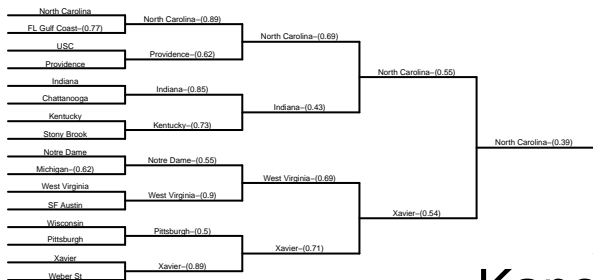 North Carolina
FL Gulf Coast−(0.77)
USC
Providence
Indiana
Chattanooga
Kentucky
Stony Brook
Notre Dame
Michigan−(0.62)
West Virginia
SF Austin
Wisconsin
Pittsburgh
Xavier
Weber St
North Carolina−(0.89)
Providence−(0.62)
Indiana−(0.85)
Kentucky−(0.73)
Notre Dame−(0.55)
West Virginia−(0.9)
Pittsburgh−(0.5)
Xavier−(0.89)
North Carolina−(0.69)
Indiana−(0.43)
West Virginia−(0.69)
Xavier−(0.71)
North Carolina−(0.55)
Xavier−(0.54)
North Carolina−(0.39)